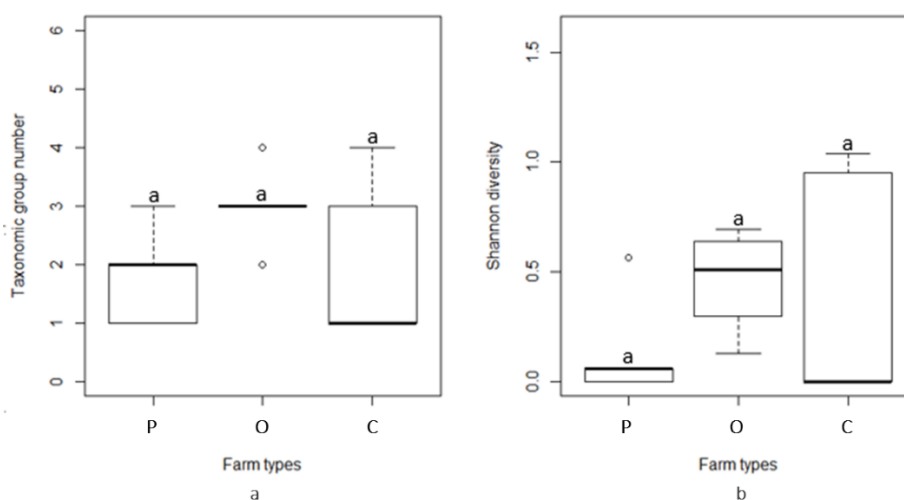 Taxonomic group number
6
5
4
3
2
1
0
a
a
a
P
O
C
Farm types
a
Shannon diversity
1.5
1.0
0.5
0.0
a
a
a
P
O
C
Farm types
b